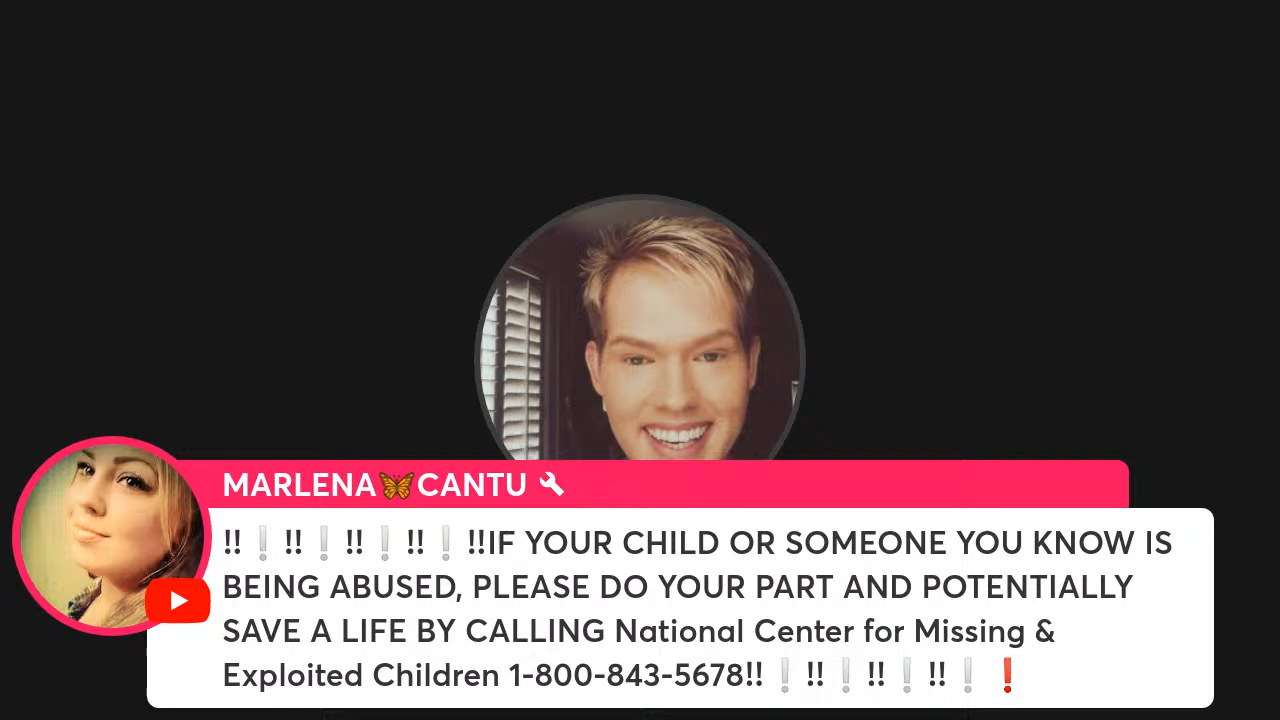 MARLENA🦋CANTU 🔧
‼❕‼❕‼❕‼❕‼IF YOUR CHILD OR SOMEONE YOU KNOW IS
BEING ABUSED, PLEASE DO YOUR PART AND POTENTIALLY
SAVE A LIFE BY CALLING National Center for Missing &
Exploited Children 1-800-843-5678‼❕‼❕‼❕‼❕❗